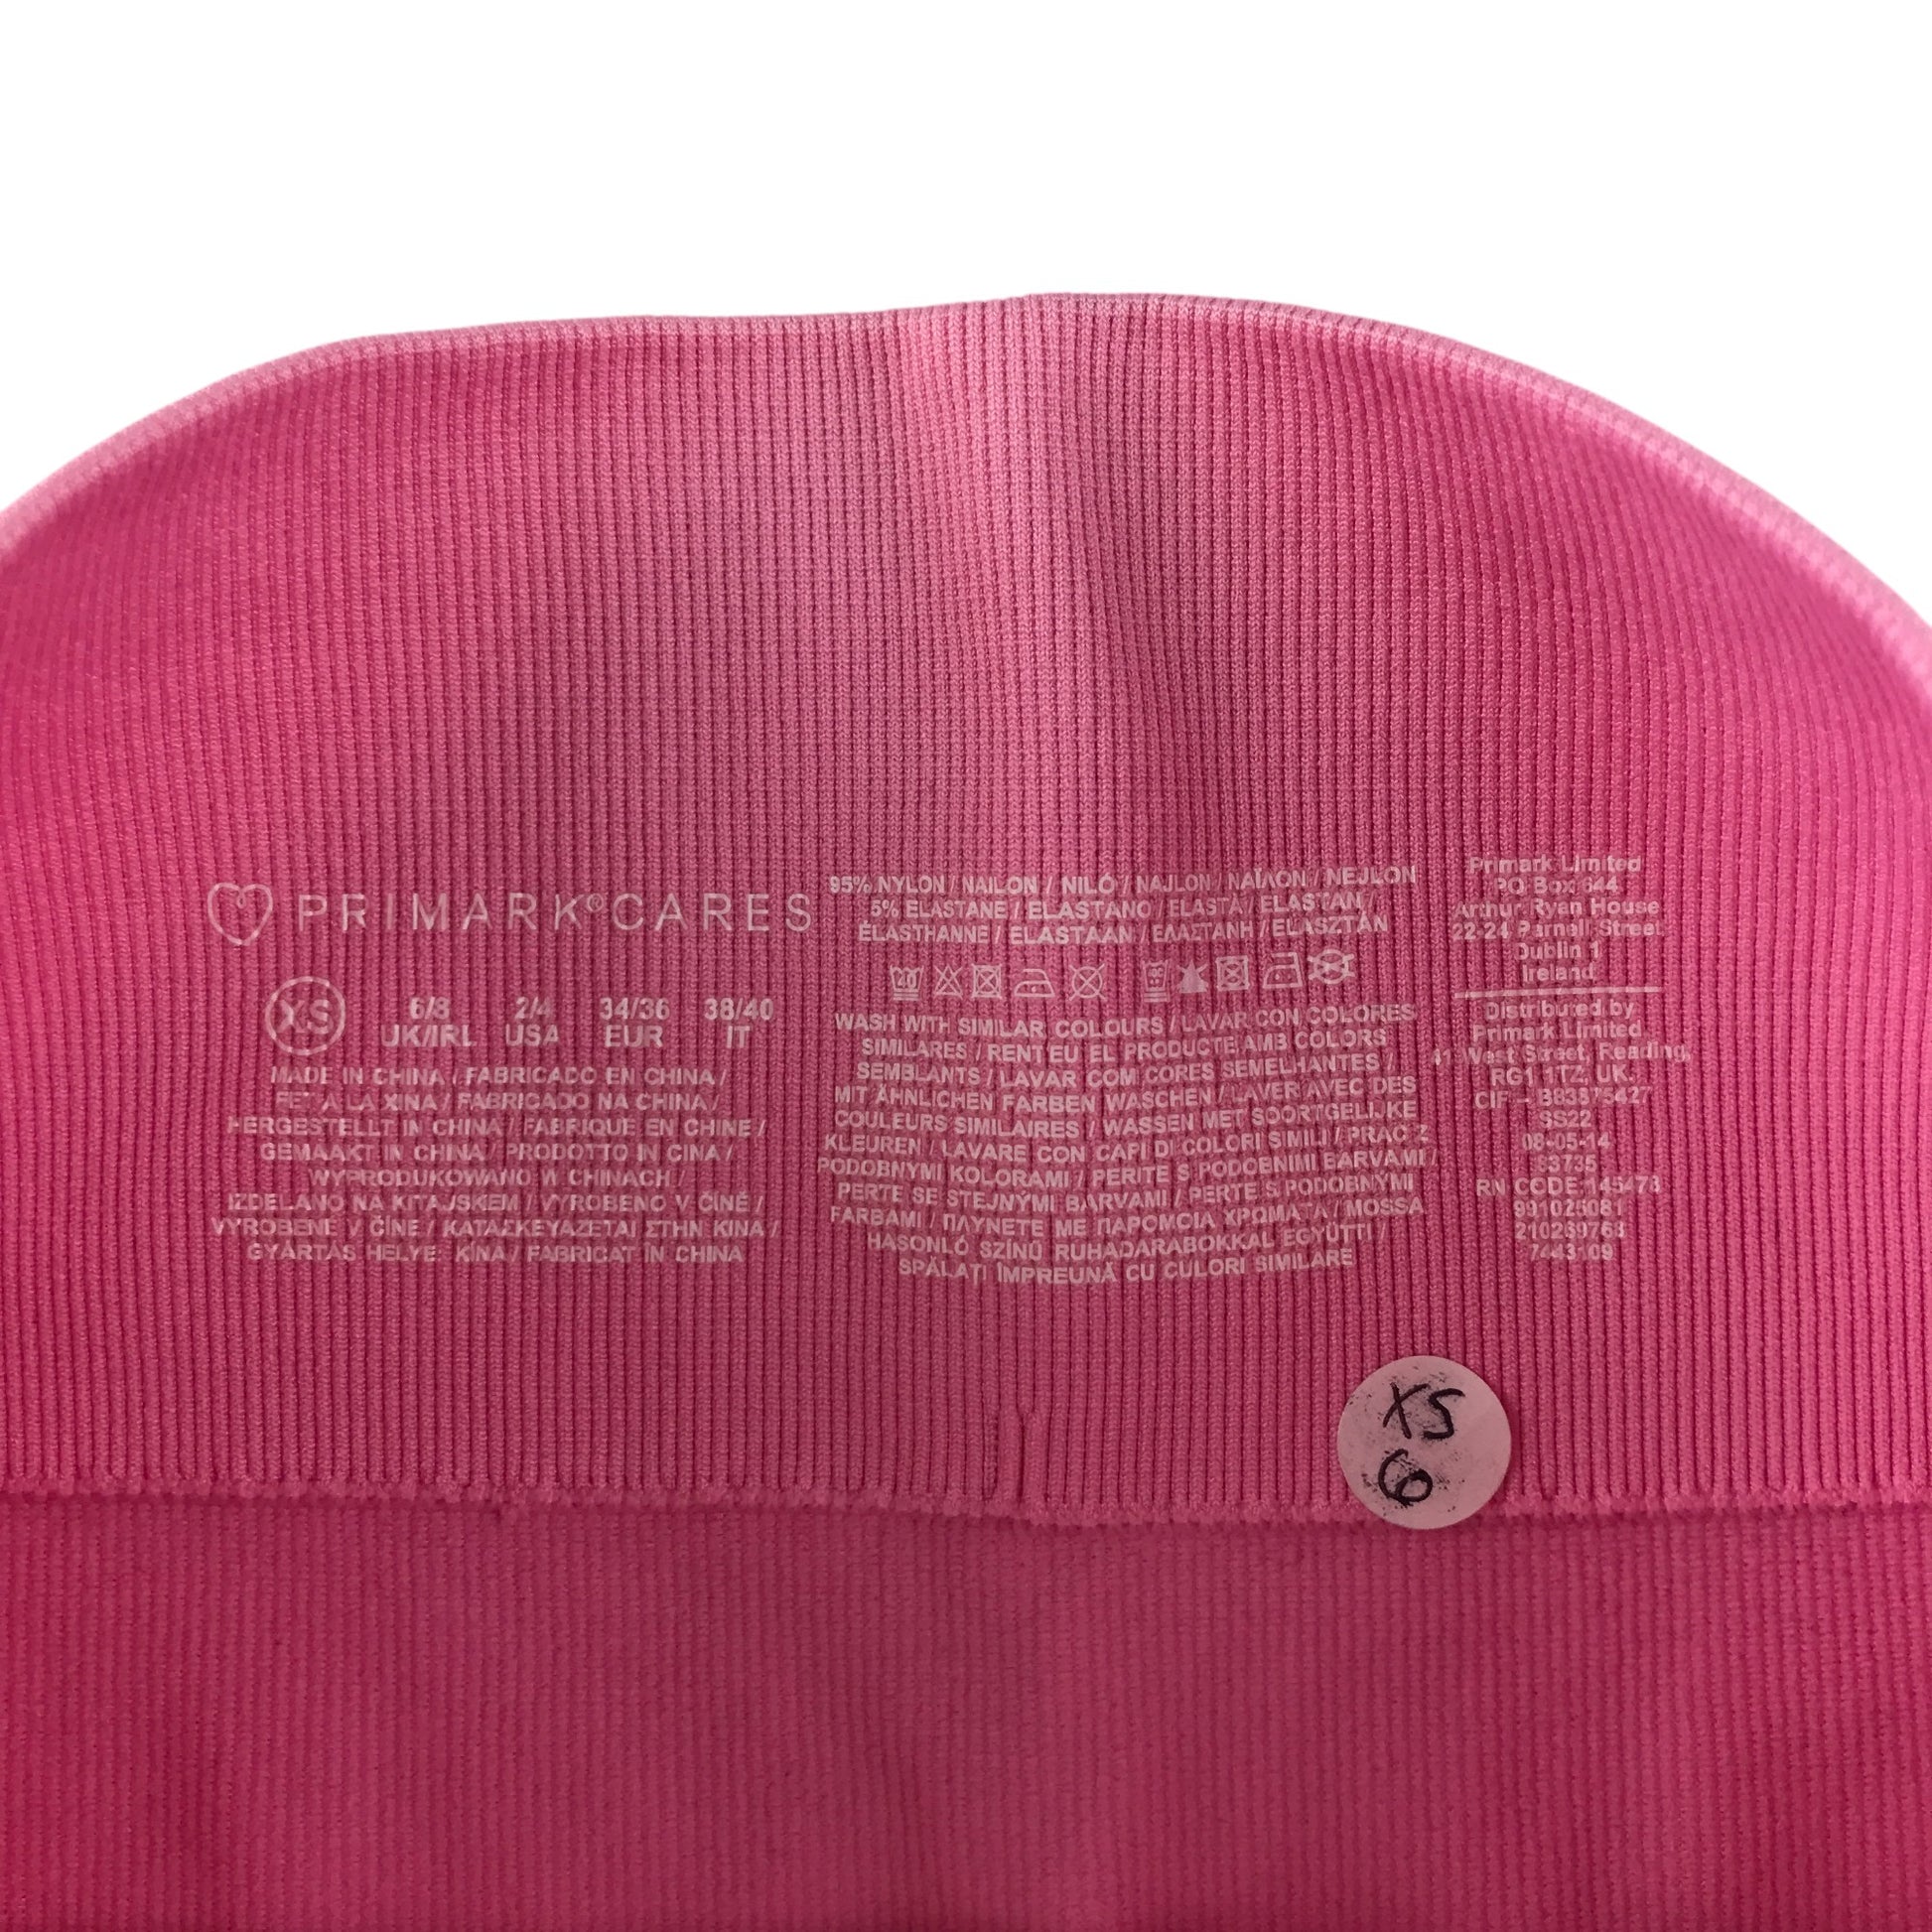 PRIMARK® CARES
XS
6/8 2/4 34/36 38/40
UK/IRL USA EUR IT
MADE IN CHINA / FABRICADO EN CHINA /
FET A LA XINA / FABRICADO NA CHINA /
HERGESTELLT IN CHINA / FABRIQUE EN CHINE /
GEMAAKT IN CHINA / PRODOTTO IN CINA /
WYPRODUKOWANO W CHINACH /
IZDELANO NA KITAJSKEM / VYROBENO V ČÍNĚ /
VYROBENÉ V ČÍNE / ΚΑΤΑΣΚΕΥΑΖΕΤΑΙ ΣΤΗΝ ΚΙΝΑ /
GYÁRTÁS HELYE: KÍNA / FABRICAT ÎN CHINA
95% NYLON / NAILON / NILÓ / NAJLON / ΝΑΪΛΟΝ / NEJLON
5% ELASTANE / ELASTANO / ELASTÀ / ELASTAN /
ÉLASTHANNE / ELASTAAN / ΕΛΑΣΤΑΝΗ / ELASZTÁN
40
WASH WITH SIMILAR COLOURS / LAVAR CON COLORES
SIMILARES / RENTEU EL PRODUCTE AMB COLORS
SEMBLANTS / LAVAR COM CORES SEMELHANTES /
MIT ÄHNLICHEN FARBEN WASCHEN / LAVER AVEC DES
COULEURS SIMILAIRES / WASSEN MET SOORTGELIJKE
KLEUREN / LAVARE CON CAPI DI COLORI SIMILI / PRAĆ Z
PODOBNYMI KOLORAMI / PERITE S PODOBNIMI BARVAMI /
PERTE SE STEJNÝMI BARVAMI / PERTE S PODOBNÝMI
FARBAMI / ΠΛΥΝΕΤΕ ΜΕ ΠΑΡΟΜΟΙΑ ΧΡΩΜΑΤΑ / MOSSA
HASONLÓ SZÍNŰ RUHADARABOKKAL EGYÜTT! /
SPĂLAȚI ÎMPREUNĂ CU CULORI SIMILARE
Primark Limited
PO Box 644
Arthur Ryan House
22-24 Parnell Street
Dublin 1
Ireland
Distributed by
Primark Limited,
41 West Street, Reading,
RG1 1TZ, UK.
CIF -
SS22
08-05-14
RN CODE
991025081
XS
6